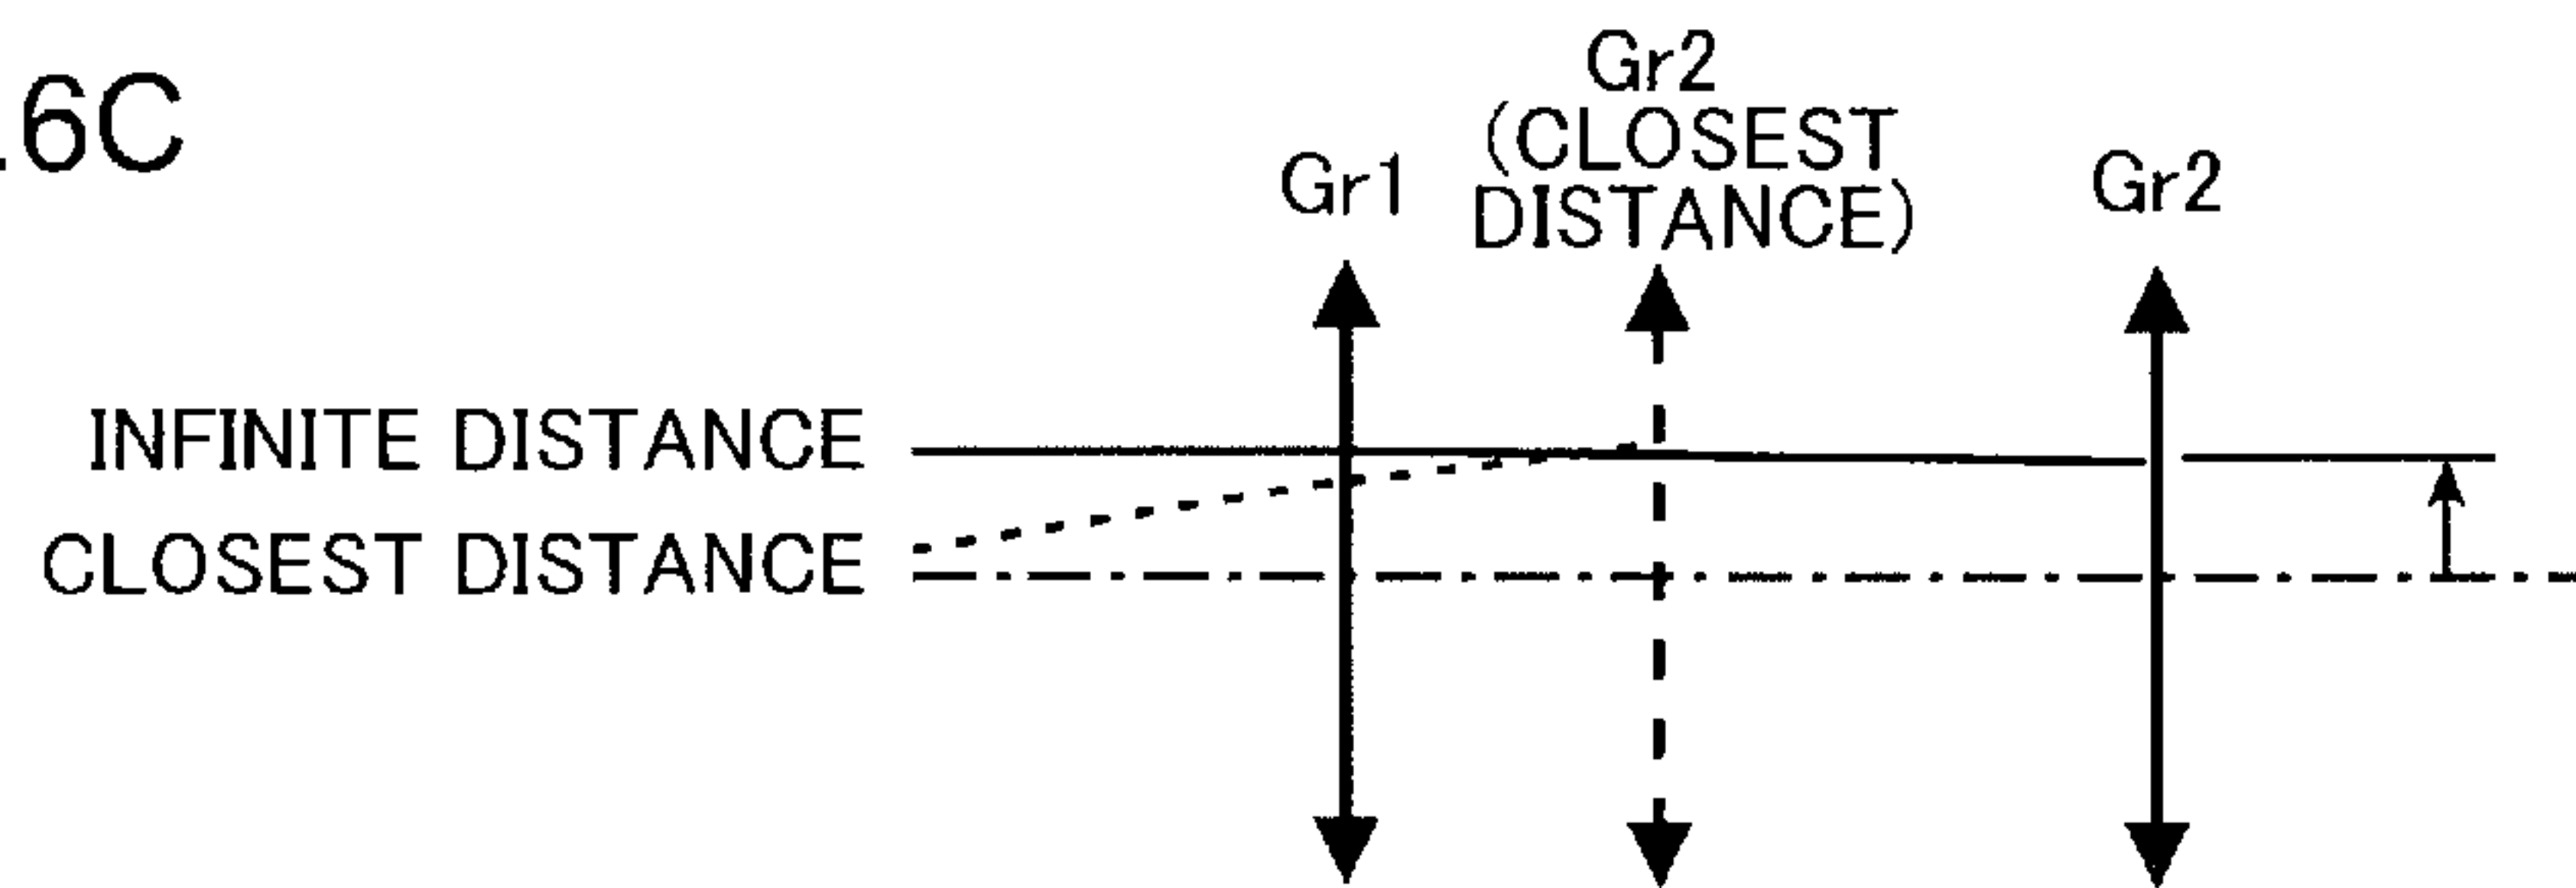 .6C
Gr2
(CLOSEST
DISTANCE)
Gr1
Gr2
INFINITE DISTANCE
CLOSEST DISTANCE